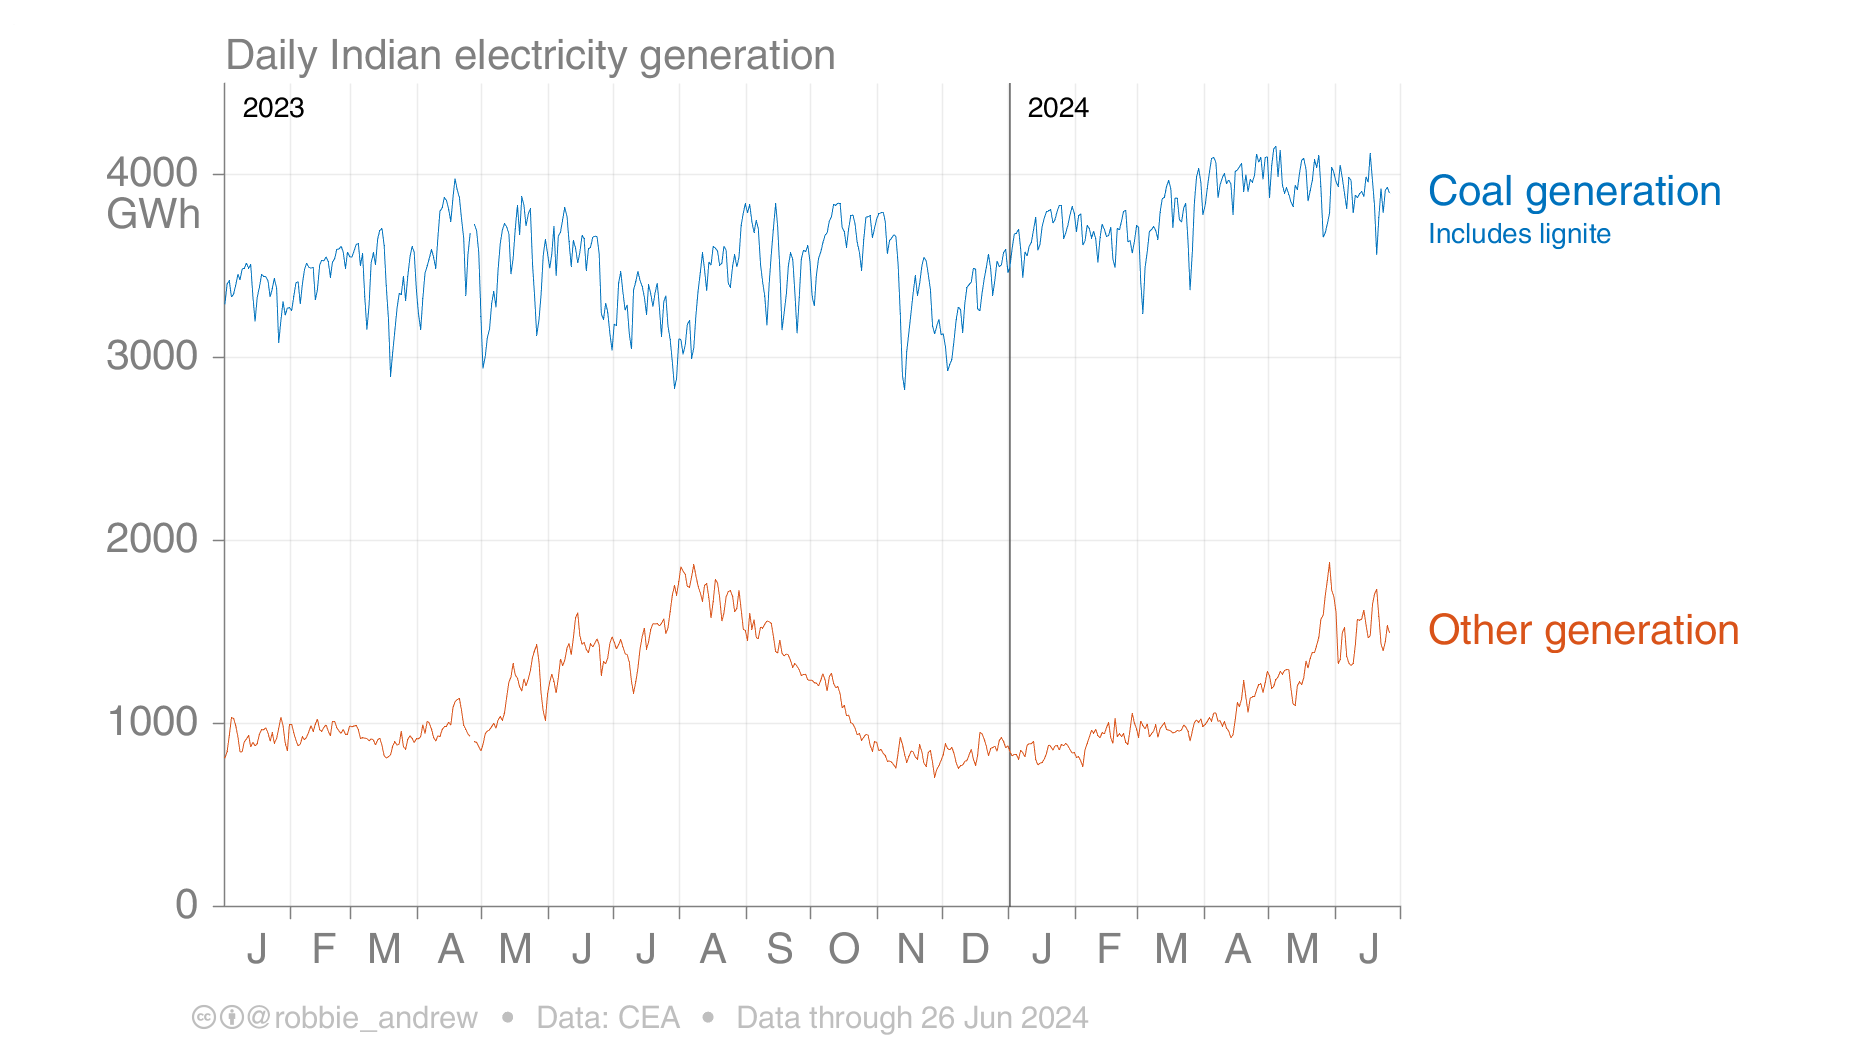 Daily Indian electricity generation
2023
2024
4000
GWh
3000
2000
1000
0
Coal generation
Includes lignite
Other generation
J F M A M J J A S O N D J F M A M J
@robbie_andrew • Data: CEA • Data through 26 Jun 2024